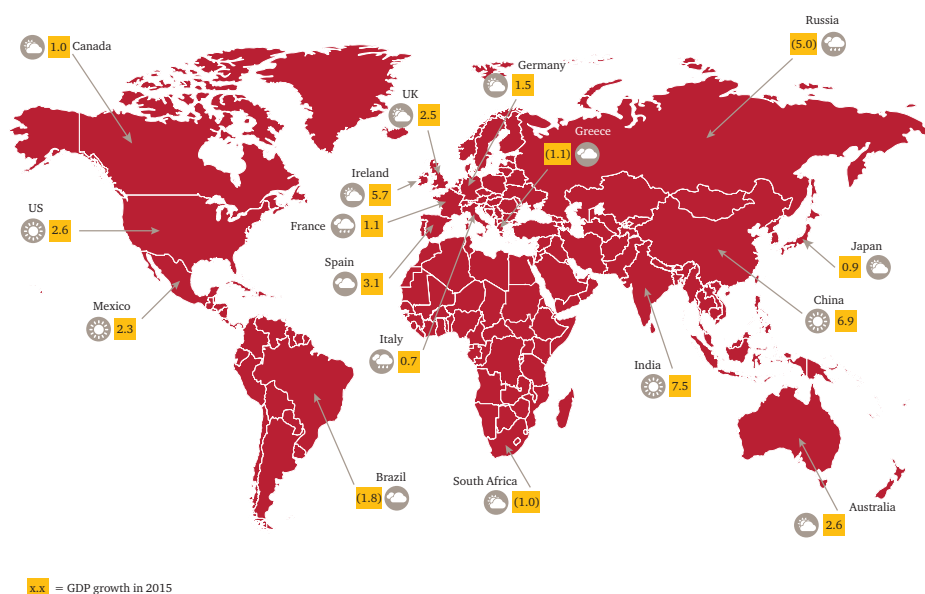 Russia
(5.0)
1.0 Canada
Germany
1.5
UK
2.5
Greece
(1.1)
Ireland
5.7
US
2.6
France
1.1
Japan
0.9
Spain
3.1
China
6.9
Mexico
2.3
Italy
0.7
India
7.5
Brazil
(1.8)
South Africa
(1.0)
Australia
2.6
x.x = GDP growth in 2015